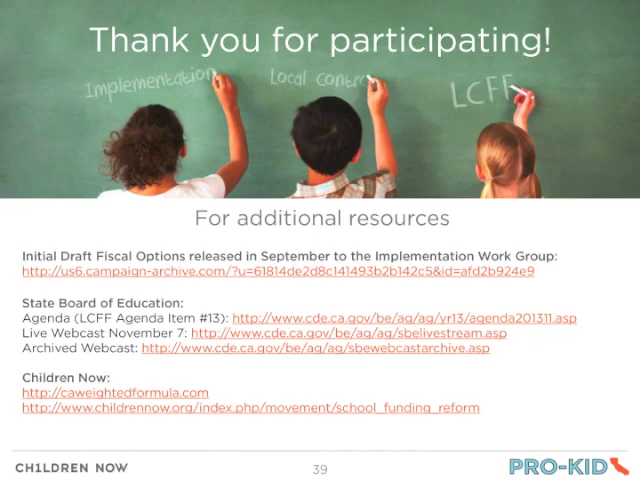 Thank you for participating!
Implementation Local Contr LCFF
For additional resources
Initial Draft Fiscal Options released in September to the Implementation Work Group:
http://us6.campaign-archive.com/?u=61814de2d8c141493b2b142c5&id=afd2b924e9
State Board of Education:
Agenda (LCFF Agenda Item #13): http://www.cde.ca.gov/be/ag/ag/yr13/agenda201311.asp
Live Webcast November 7: http://www.cde.ca.gov/be/ag/ag/sbelivestream.asp
Archived Webcast: http://www.cde.ca.gov/be/ag/ag/sbewebcastarchive.asp
Children Now:
http://caweightedformula.com
http://www.childrennow.org/index.php/movement/school_funding_reform
CH1LDREN NOW 39 PRO-KID